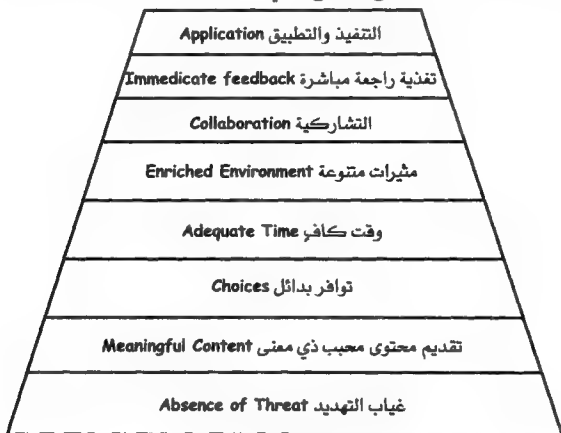 التنفيذ والتطبيق Application
تغذية راجعة مباشرة Immedicate feedback
التشاركية Collaboration
مثيرات متنوعة Enriched Environment
وقت كافٍ Adequate Time
توافر بدائل Choices
تقديم محتوى محبب ذي معنى Meaningful Content
غياب التهديد Absence of Threat